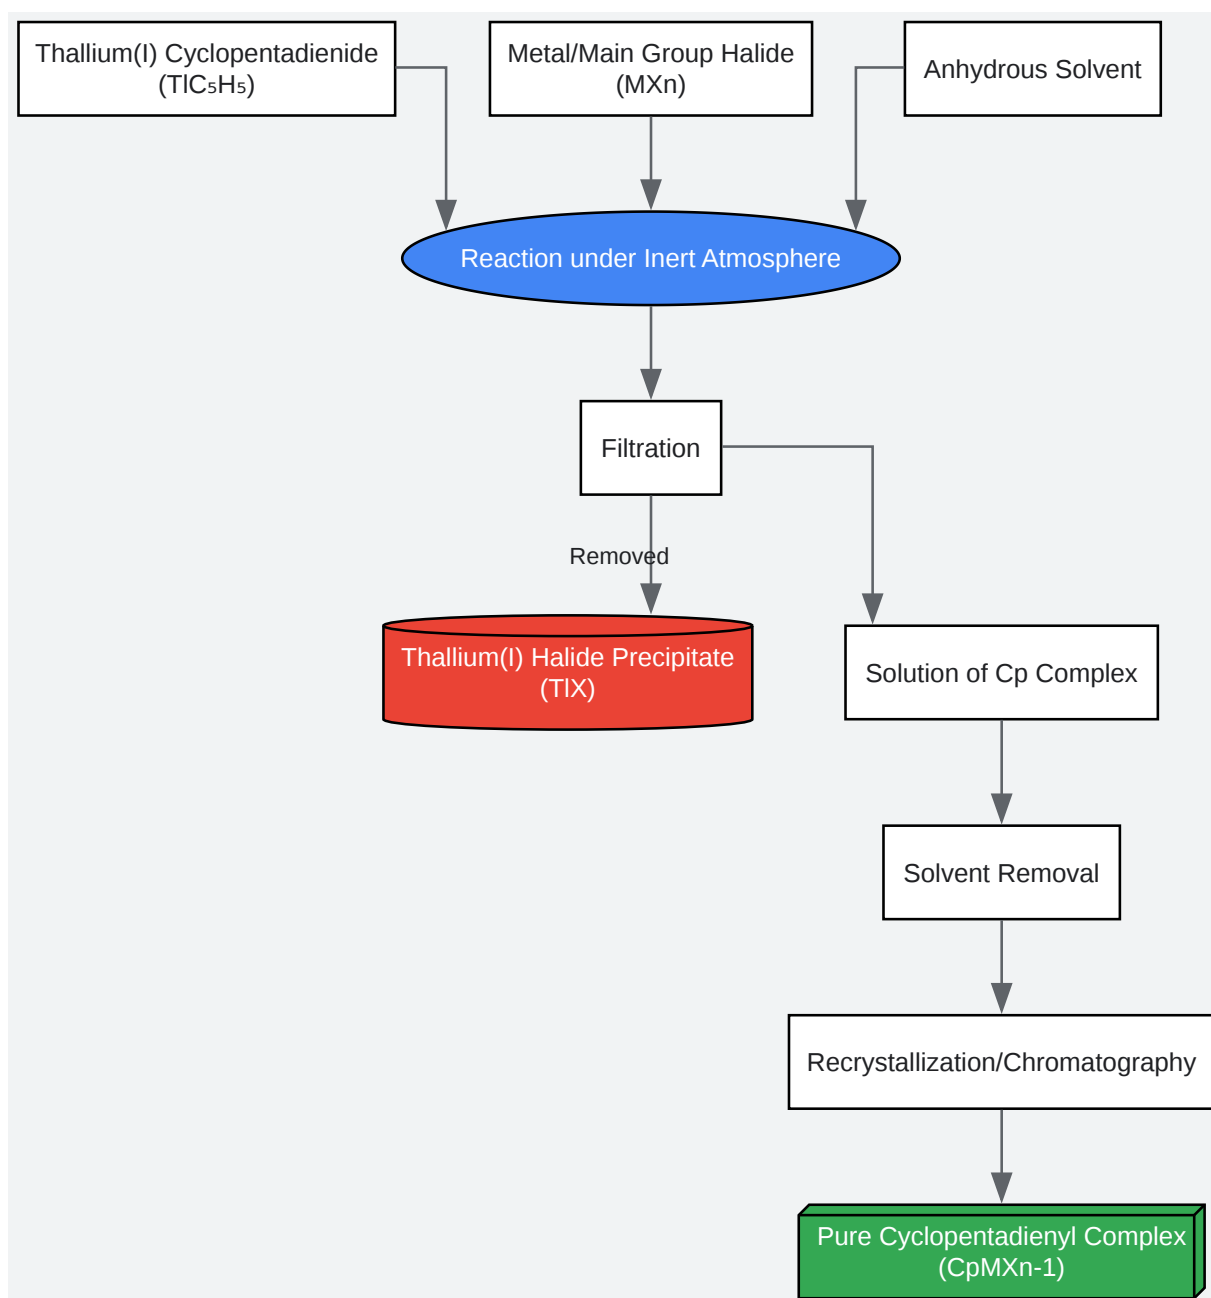 Thallium(I) Cyclopentadienide
(TlC₅H₅)
Metal/Main Group Halide
(MXn)
Anhydrous Solvent
Reaction under Inert Atmosphere
Filtration
Removed
Thallium(I) Halide Precipitate
(TlX)
Solution of Cp Complex
Solvent Removal
Recrystallization/Chromatography
Pure Cyclopentadienyl Complex
(CpMXn-1)